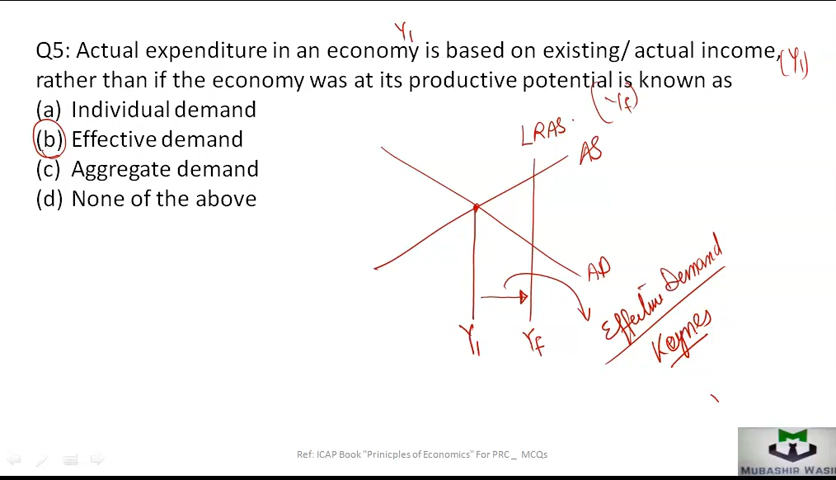 Y1
Q5: Actual expenditure in an economy is based on existing/ actual income, (Y1)
rather than if the economy was at its productive potential is known as
(Yf)
(a) Individual demand
(b) Effective demand
(c) Aggregate demand
(d) None of the above
LRAS
AS
AD
Effective Demand
Keynes
Y1
Yf
Ref: ICAP Book "Prinicples of Economics" For PRC_ MCQs
MUBASHIR WASI